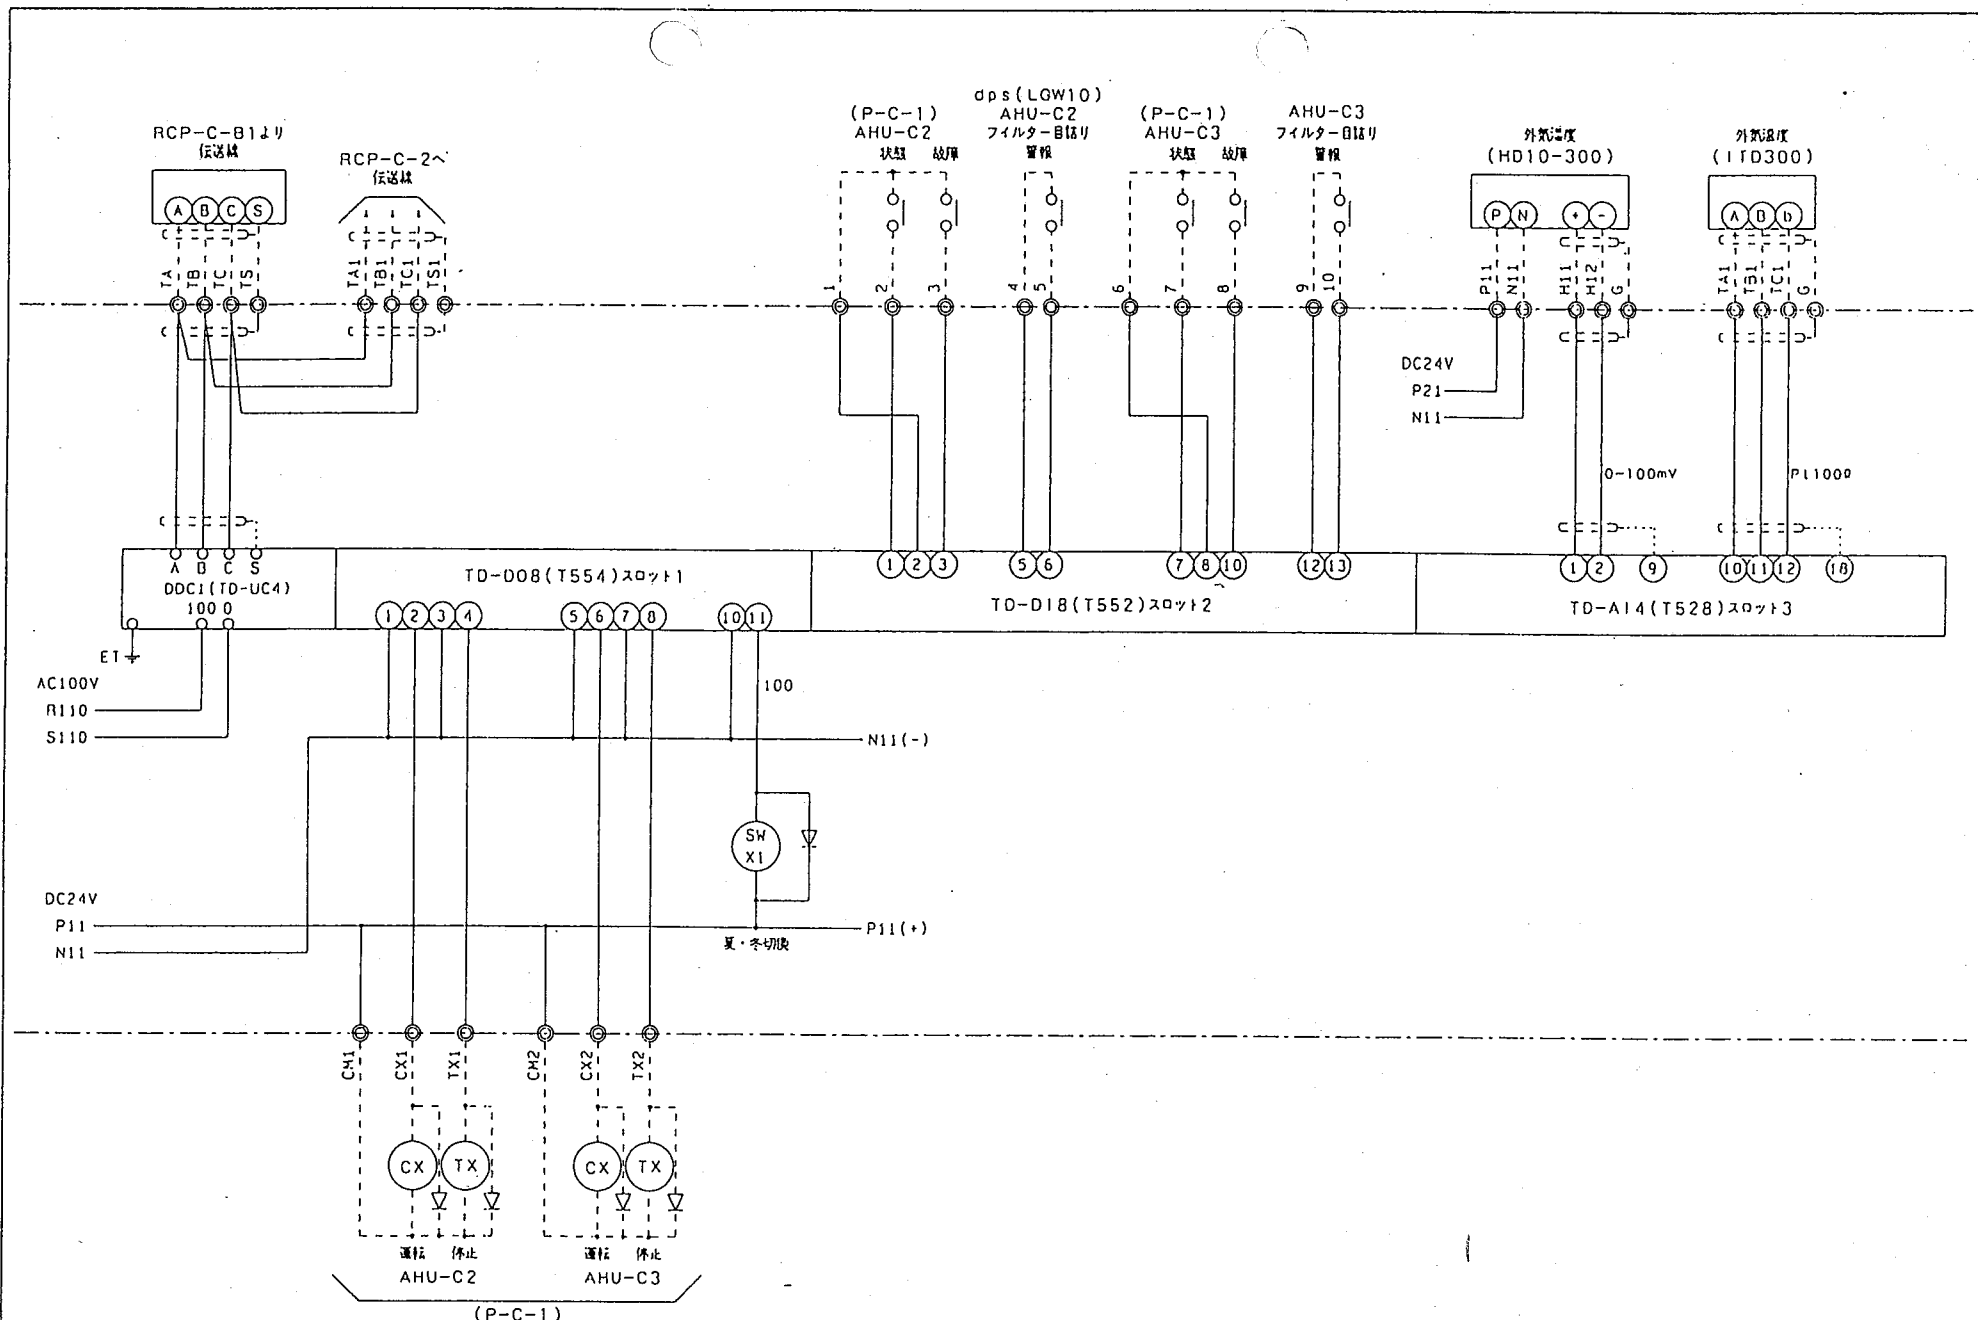 RCP-C-B1より
伝送線
A B C S
TA TB TC TS
RCP-C-2へ
伝送線
TA1 TB1 TC1 TS1
(P-C-1)
AHU-C2
状態 故障
1 2 3
dps(LGW10)
AHU-C2
フィルター目詰り
警報
4 5
(P-C-1)
AHU-C3
状態 故障
6 7 8
AHU-C3
フィルター目詰り
警報
9 10
外気湿度
(HD10-300)
P N + -
P11 N11 H11 H12 G
外気温度
(ITD300)
A B b
TA1 TB1 TC1 G
DC24V
P21
N11
0-100mV
Pt100Ω
A B C S
DDC1(TD-UC4)
100 0
ET
TD-DO8(T554)スロット1
1 2 3 4 5 6 7 8 10 11
1 2 3 5 6 7 8 10 12 13
TD-DI8(T552)スロット2
1 2 9 10 11 12 18
TD-AI4(T528)スロット3
AC100V
R110
S110
100
N11(-)
SW
X1
DC24V
P11
N11
P11(+)
夏・冬切換
CM1 CX1 TX1 CM2 CX2 TX2
CX TX CX TX
運転 停止 運転 停止
AHU-C2 AHU-C3
(P-C-1)